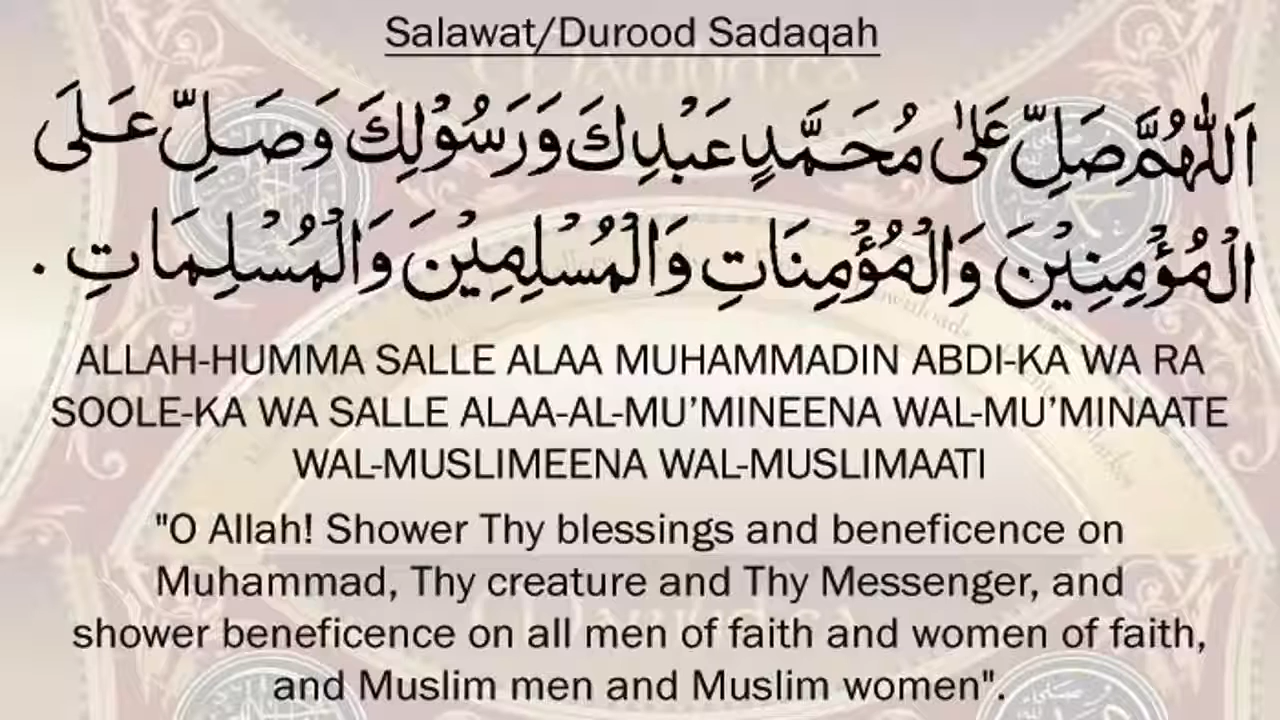 Salawat/Durood Sadaqah
اَللّٰهُمَّ صَلِّ عَلٰى مُحَمَّدٍ عَبْدِكَ وَرَسُوْلِكَ وَصَلِّ عَلَى
الْمُؤْمِنِيْنَ وَالْمُؤْمِنَاتِ وَالْمُسْلِمِيْنَ وَالْمُسْلِمَاتِ .
ALLAH-HUMMA SALLE ALAA MUHAMMADIN ABDI-KA WA RA
SOOLE-KA WA SALLE ALAA-AL-MU’MINEENA WAL-MU’MINAATE
WAL-MUSLIMEENA WAL-MUSLIMAATI
"O Allah! Shower Thy blessings and beneficence on
Muhammad, Thy creature and Thy Messenger, and
shower beneficence on all men of faith and women of faith,
and Muslim men and Muslim women".